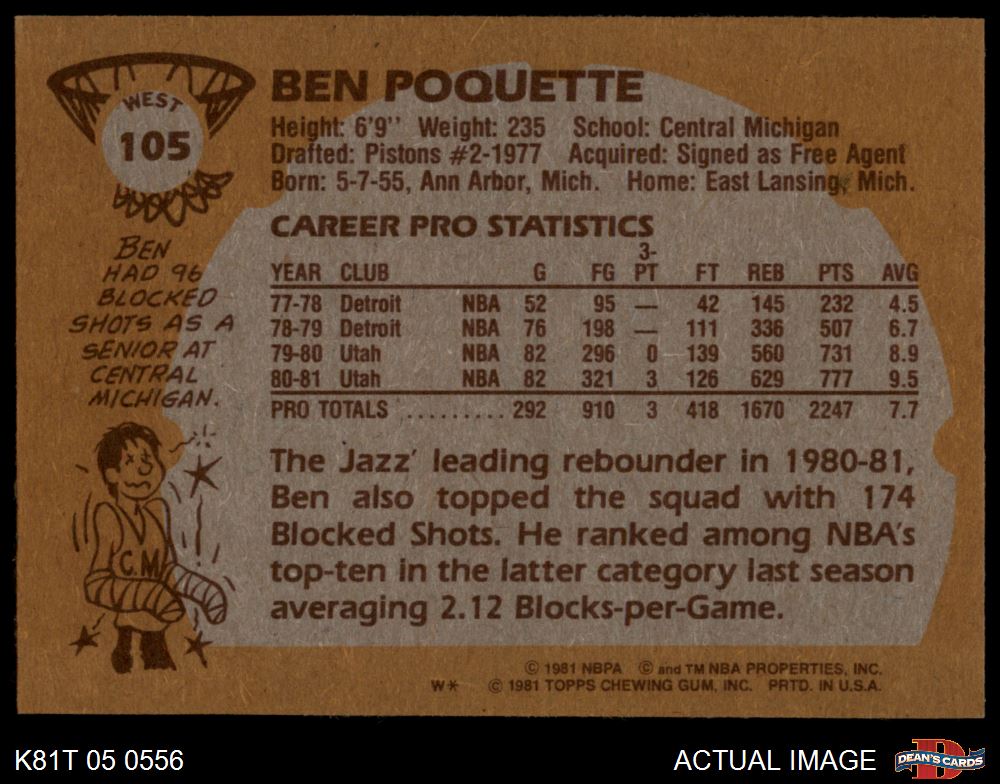 WEST
105
BEN POQUETTE
Height: 6'9'' Weight: 235 School: Central Michigan
Drafted: Pistons #2-1977 Acquired: Signed as Free Agent
Born: 5-7-55, Ann Arbor, Mich. Home: East Lansing, Mich.
BEN
HAD 96
BLOCKED
SHOTS AS A
SENIOR AT
CENTRAL
MICHIGAN.
C.M
CAREER PRO STATISTICS
YEAR CLUB G FG 3-PT FT REB PTS AVG
77-78 Detroit NBA 52 95 — 42 145 232 4.5
78-79 Detroit NBA 76 198 — 111 336 507 6.7
79-80 Utah NBA 82 296 0 139 560 731 8.9
80-81 Utah NBA 82 321 3 126 629 777 9.5
PRO TOTALS ......... 292 910 3 418 1670 2247 7.7
The Jazz' leading rebounder in 1980-81,
Ben also topped the squad with 174
Blocked Shots. He ranked among NBA's
top-ten in the latter category last season
averaging 2.12 Blocks-per-Game.
© 1981 NBPA © and TM NBA PROPERTIES, INC.
W* © 1981 TOPPS CHEWING GUM, INC. PRTD. IN U.S.A.
K81T 05 0556 ACTUAL IMAGE DEAN'S CARDS